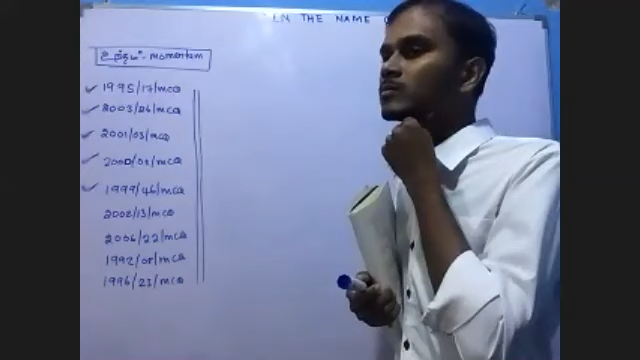 IN THE NAME O
உந்தம் - momentum
1995/17/mcQ
2003/26/mcQ
2001/03/mcQ
2000/01/mcQ
1999/46/mcQ
2002/13/mcQ
2006/22/mcQ
1992/08/mcQ
1996/23/mcQ